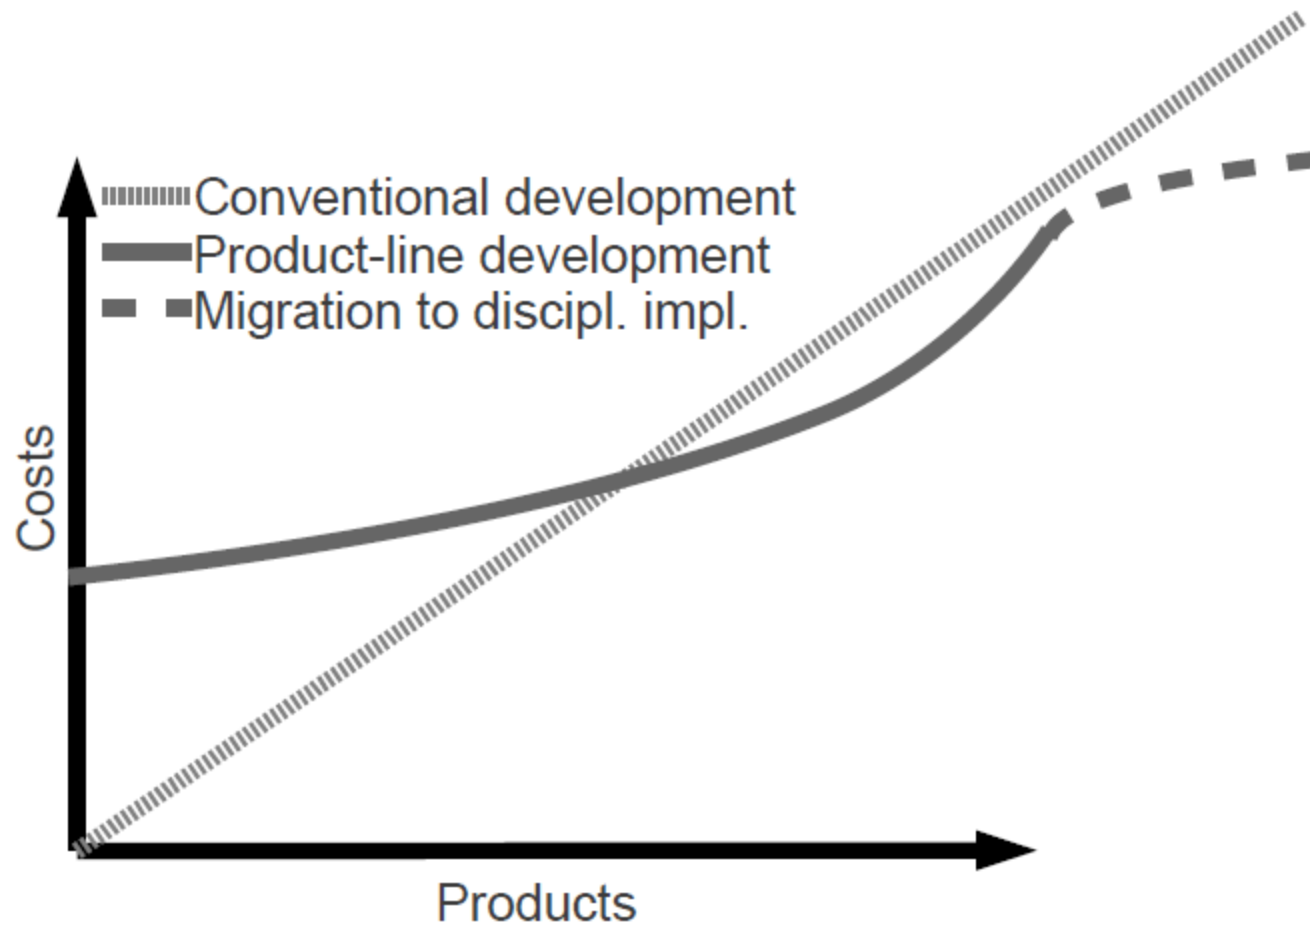 Conventional development
Product-line development
Migration to discipl. impl.
Costs
Products